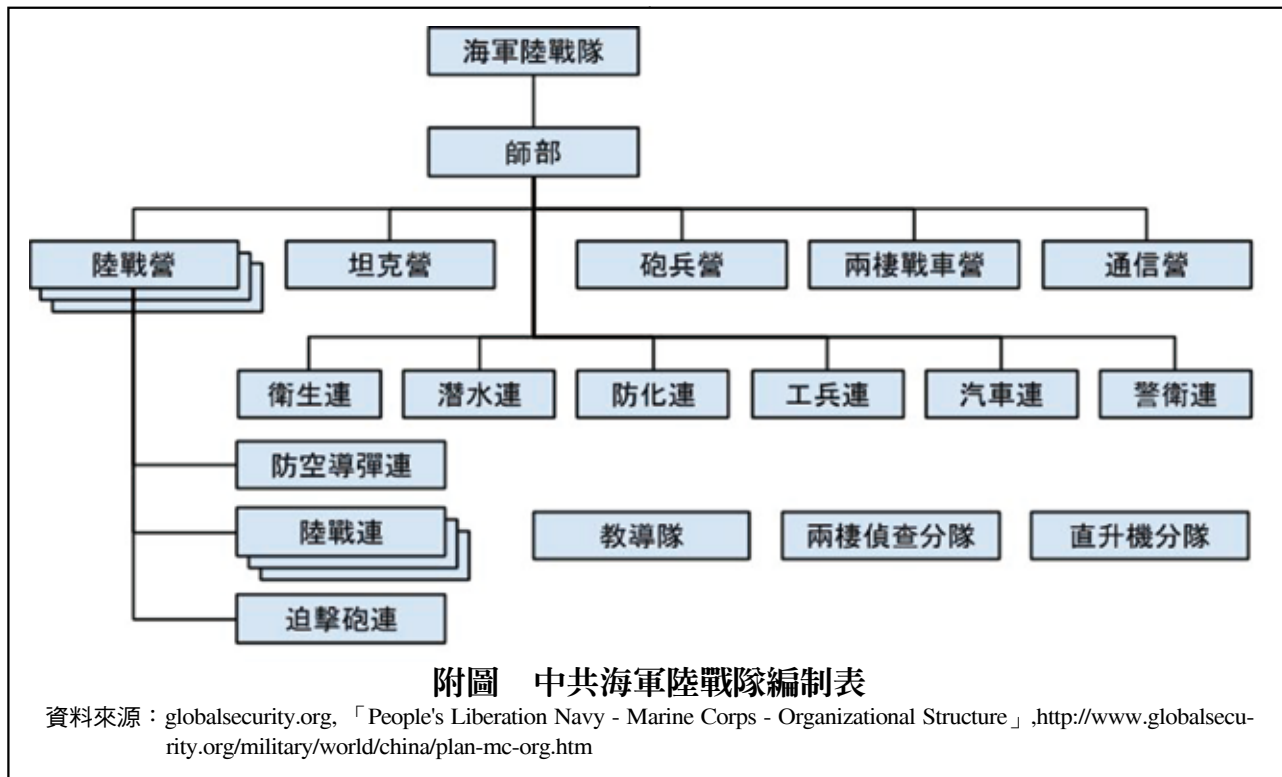 海軍陸戰隊
師部
陸戰營
坦克營
砲兵營
兩棲戰車營
通信營
衛生連
潛水連
防化連
工兵連
汽車連
警衛連
防空導彈連
陸戰連
教導隊
兩棲偵查分隊
直升機分隊
迫擊砲連
附圖　中共海軍陸戰隊編制表
資料來源：globalsecurity.org, 「People's Liberation Navy - Marine Corps - Organizational Structure」,http://www.globalsecu-
rity.org/military/world/china/plan-mc-org.htm